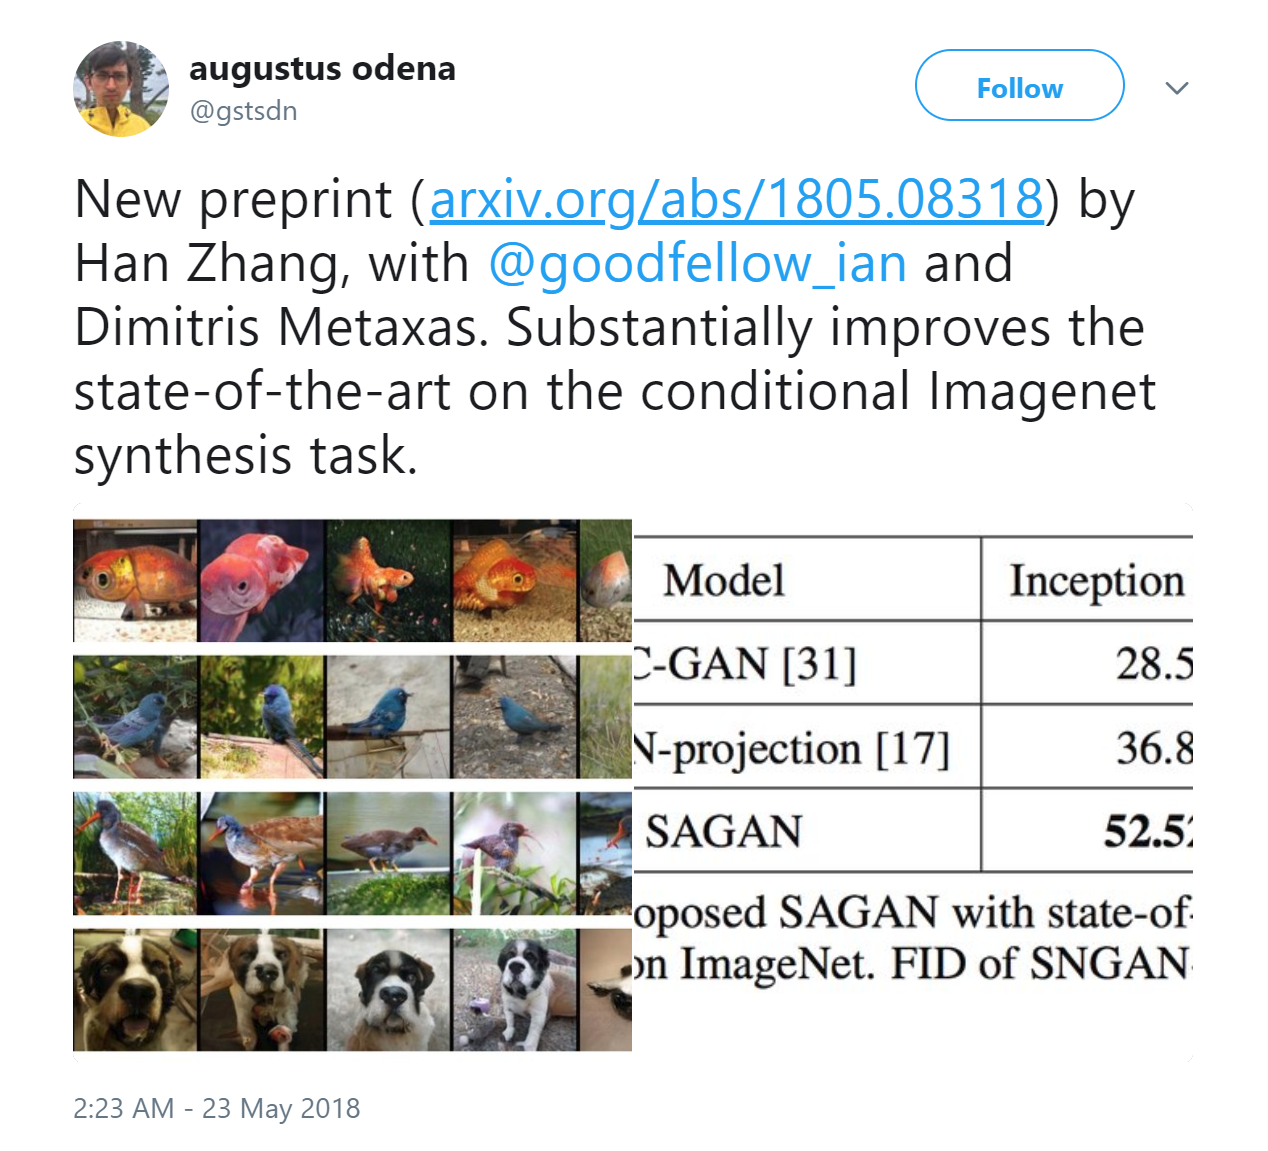 augustus odena
@gstsdn
Follow
New preprint (arxiv.org/abs/1805.08318) by
Han Zhang, with @goodfellow_ian and
Dimitris Metaxas. Substantially improves the
state-of-the-art on the conditional Imagenet
synthesis task.
Model Inception
C-GAN [31] 28.5
N-projection [17] 36.8
SAGAN 52.5
oposed SAGAN with state-of-
on ImageNet. FID of SNGAN-
2:23 AM - 23 May 2018